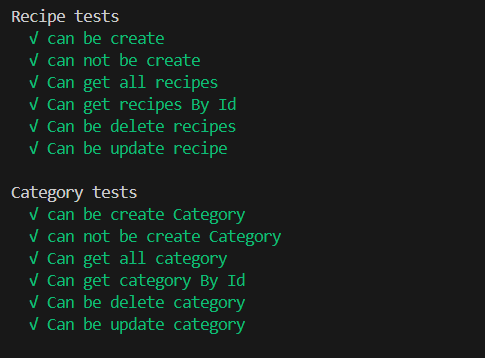 Recipe tests
√ can be create
√ can not be create
√ Can get all recipes
√ Can get recipes By Id
√ Can be delete recipes
√ Can be update recipe
Category tests
√ can be create Category
√ can not be create Category
√ Can get all category
√ Can get category By Id
√ Can be delete category
√ Can be update category